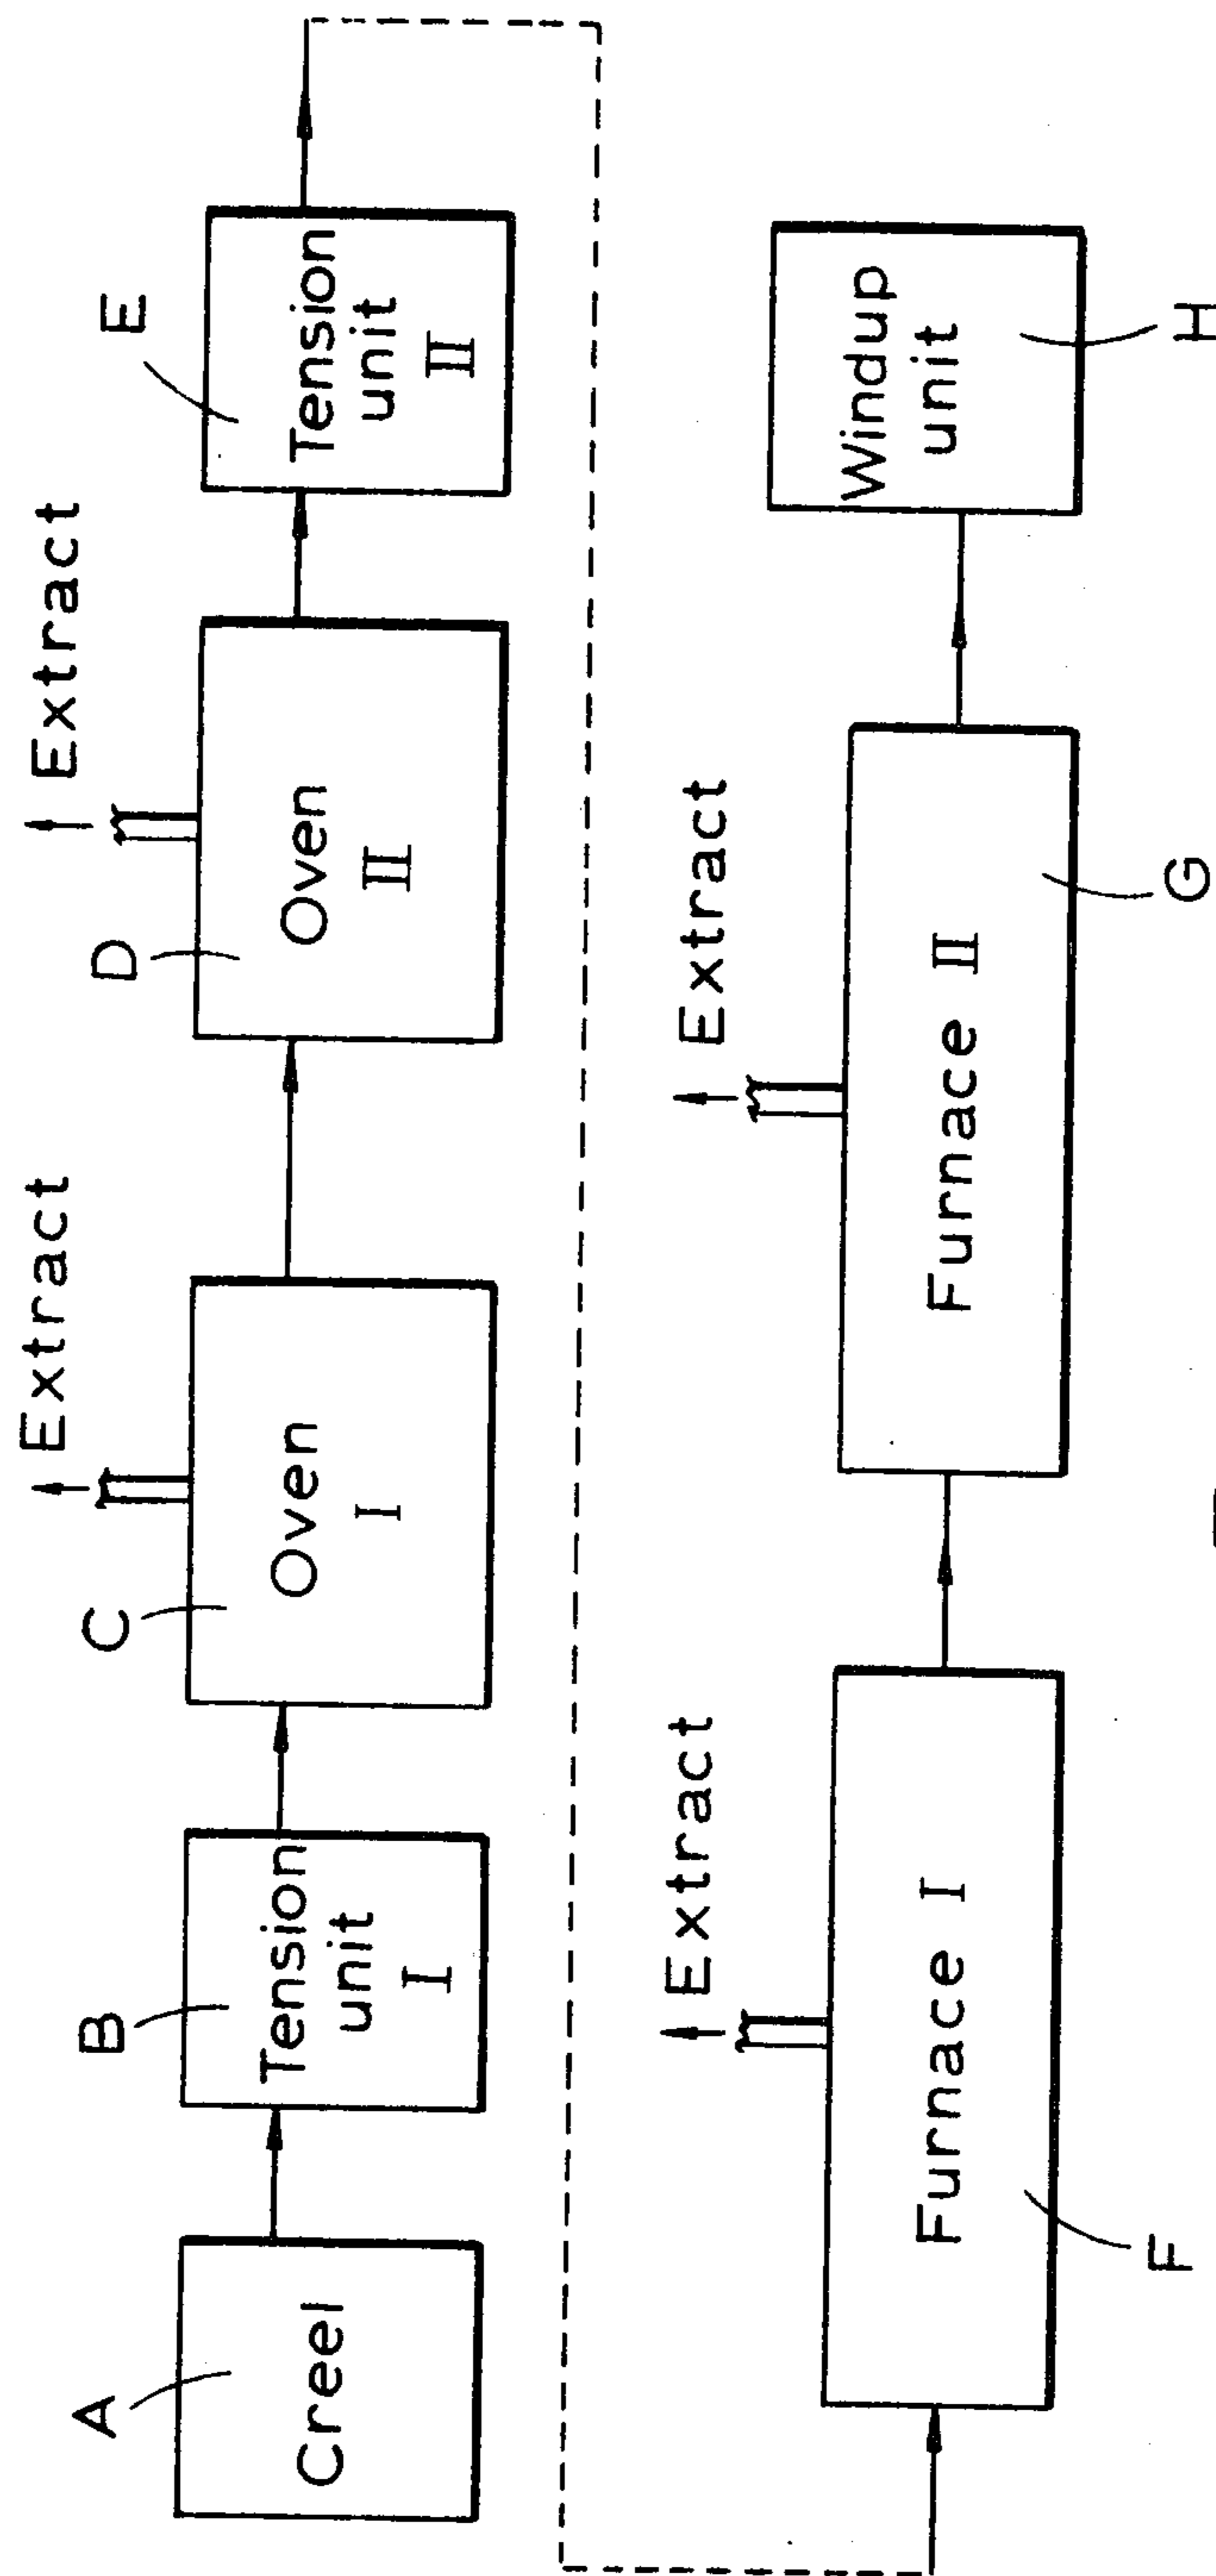 A
Creel
B
Tension
unit
I
C
Oven
I
Extract
D
Oven
II
Extract
E
Tension
unit
II
F
Furnace I
Extract
G
Furnace II
Extract
H
Windup
unit